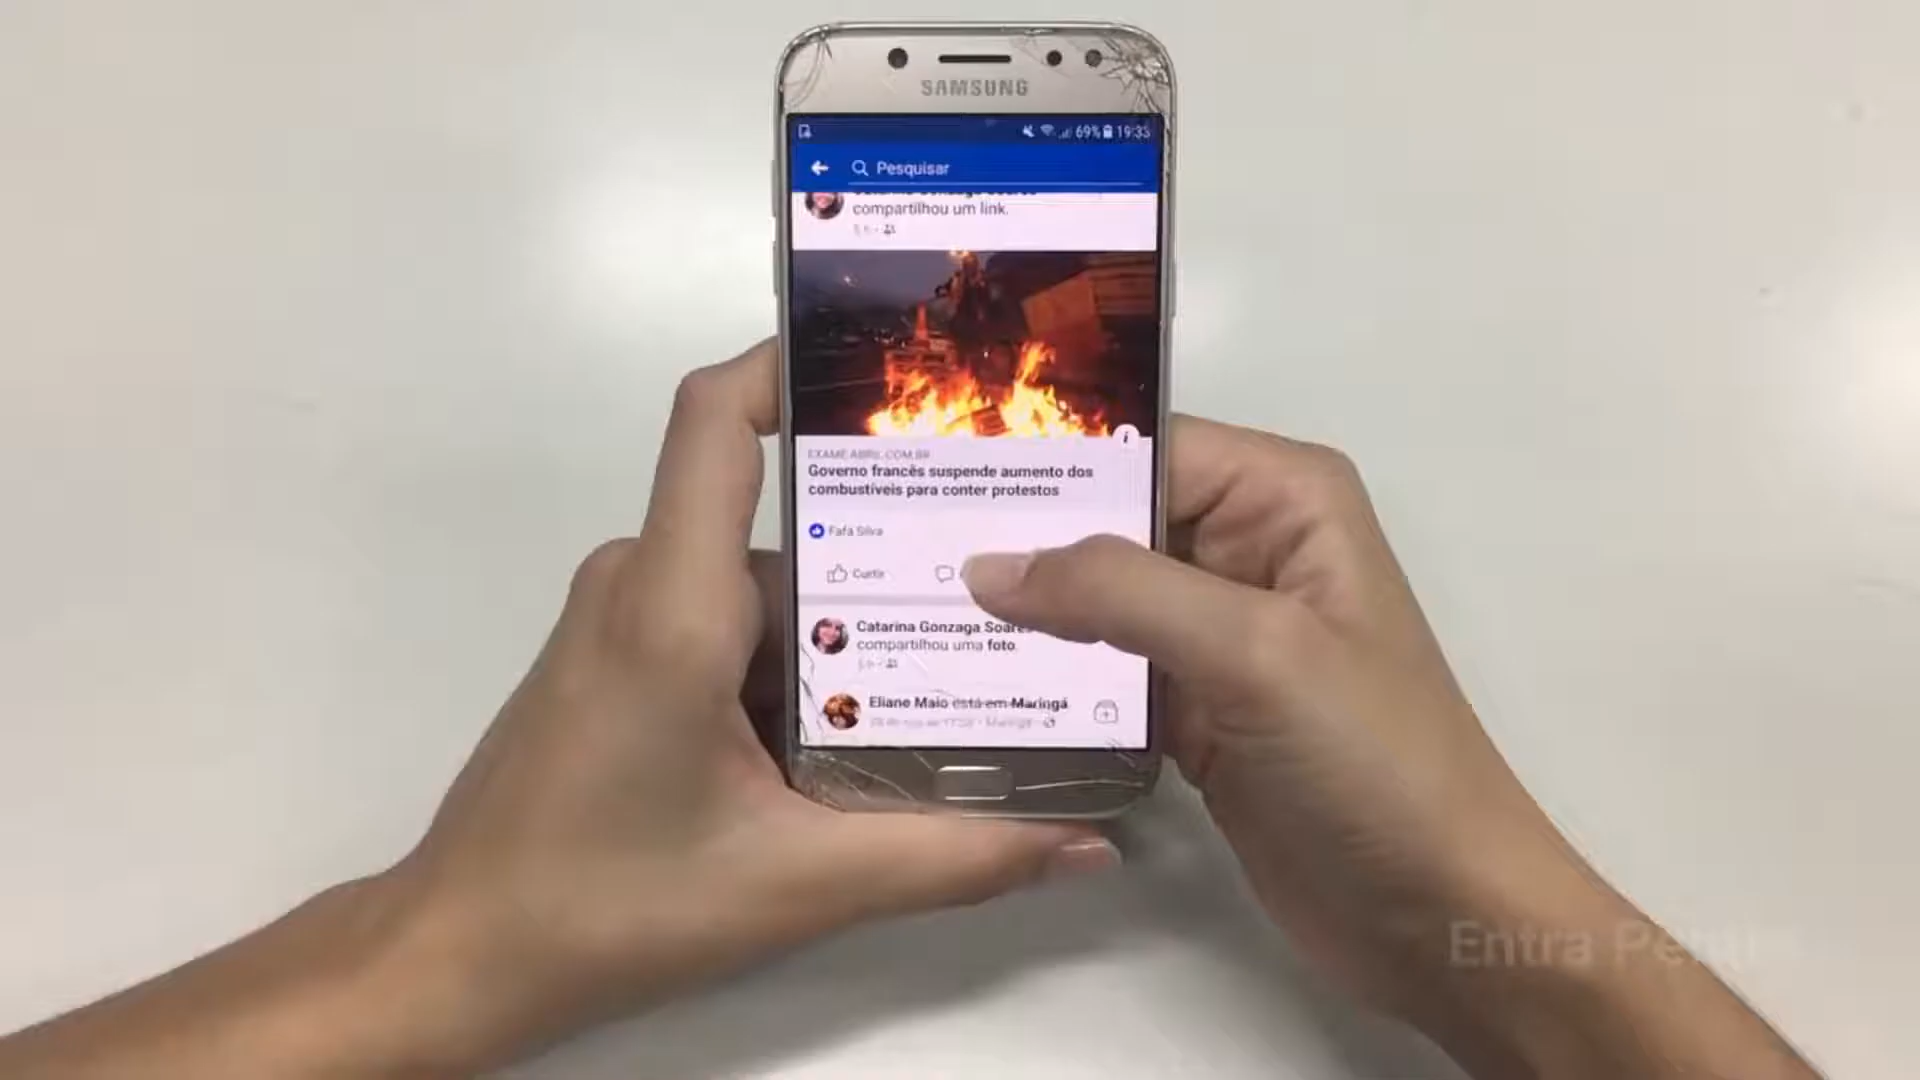 SAMSUNG
69% 19:33
Pesquisar
compartilhou um link.
EXAME.ABRIL.COM.BR
Governo francês suspende aumento dos
combustíveis para conter protestos
Fafa Silva
Curtir
Catarina Gonzaga Soares
compartilhou uma foto.
Eliane Maio está em Maringá
Entra